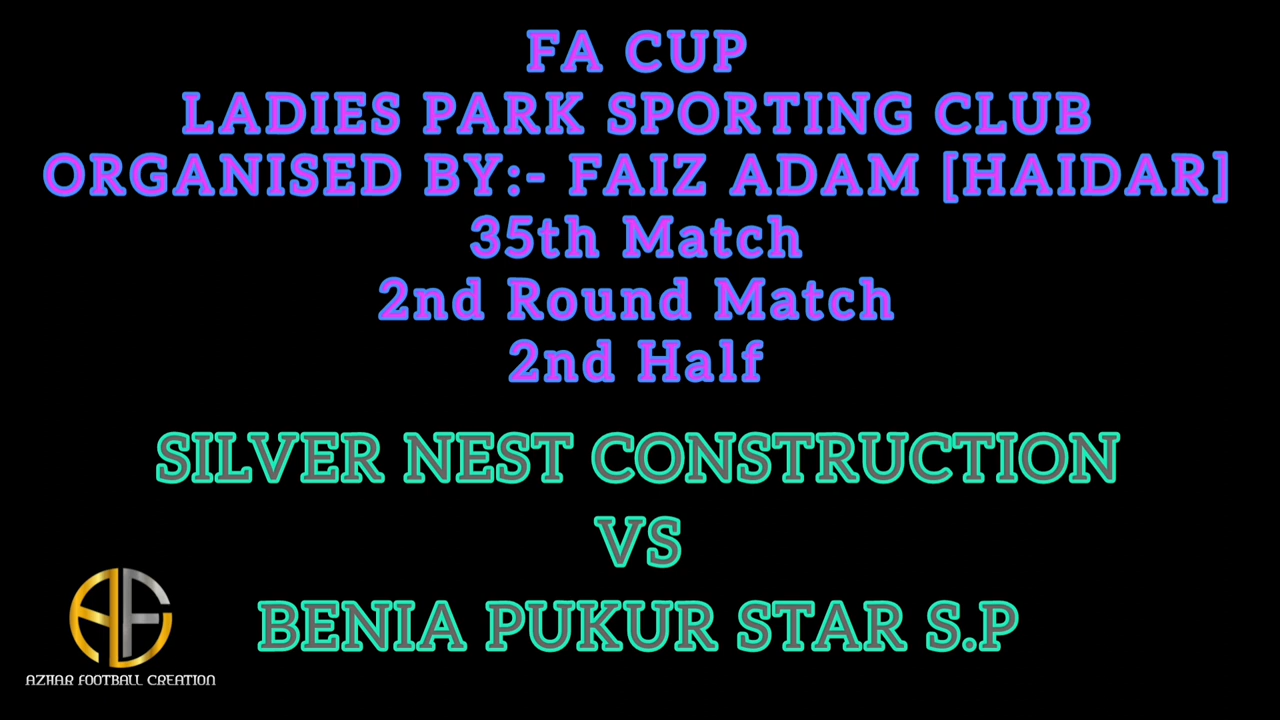 FA CUP
LADIES PARK SPORTING CLUB
ORGANISED BY:- FAIZ ADAM [HAIDAR]
35th Match
2nd Round Match
2nd Half
SILVER NEST CONSTRUCTION
VS
BENIA PUKUR STAR S.P
AF
AZHAR FOOTBALL CREATION